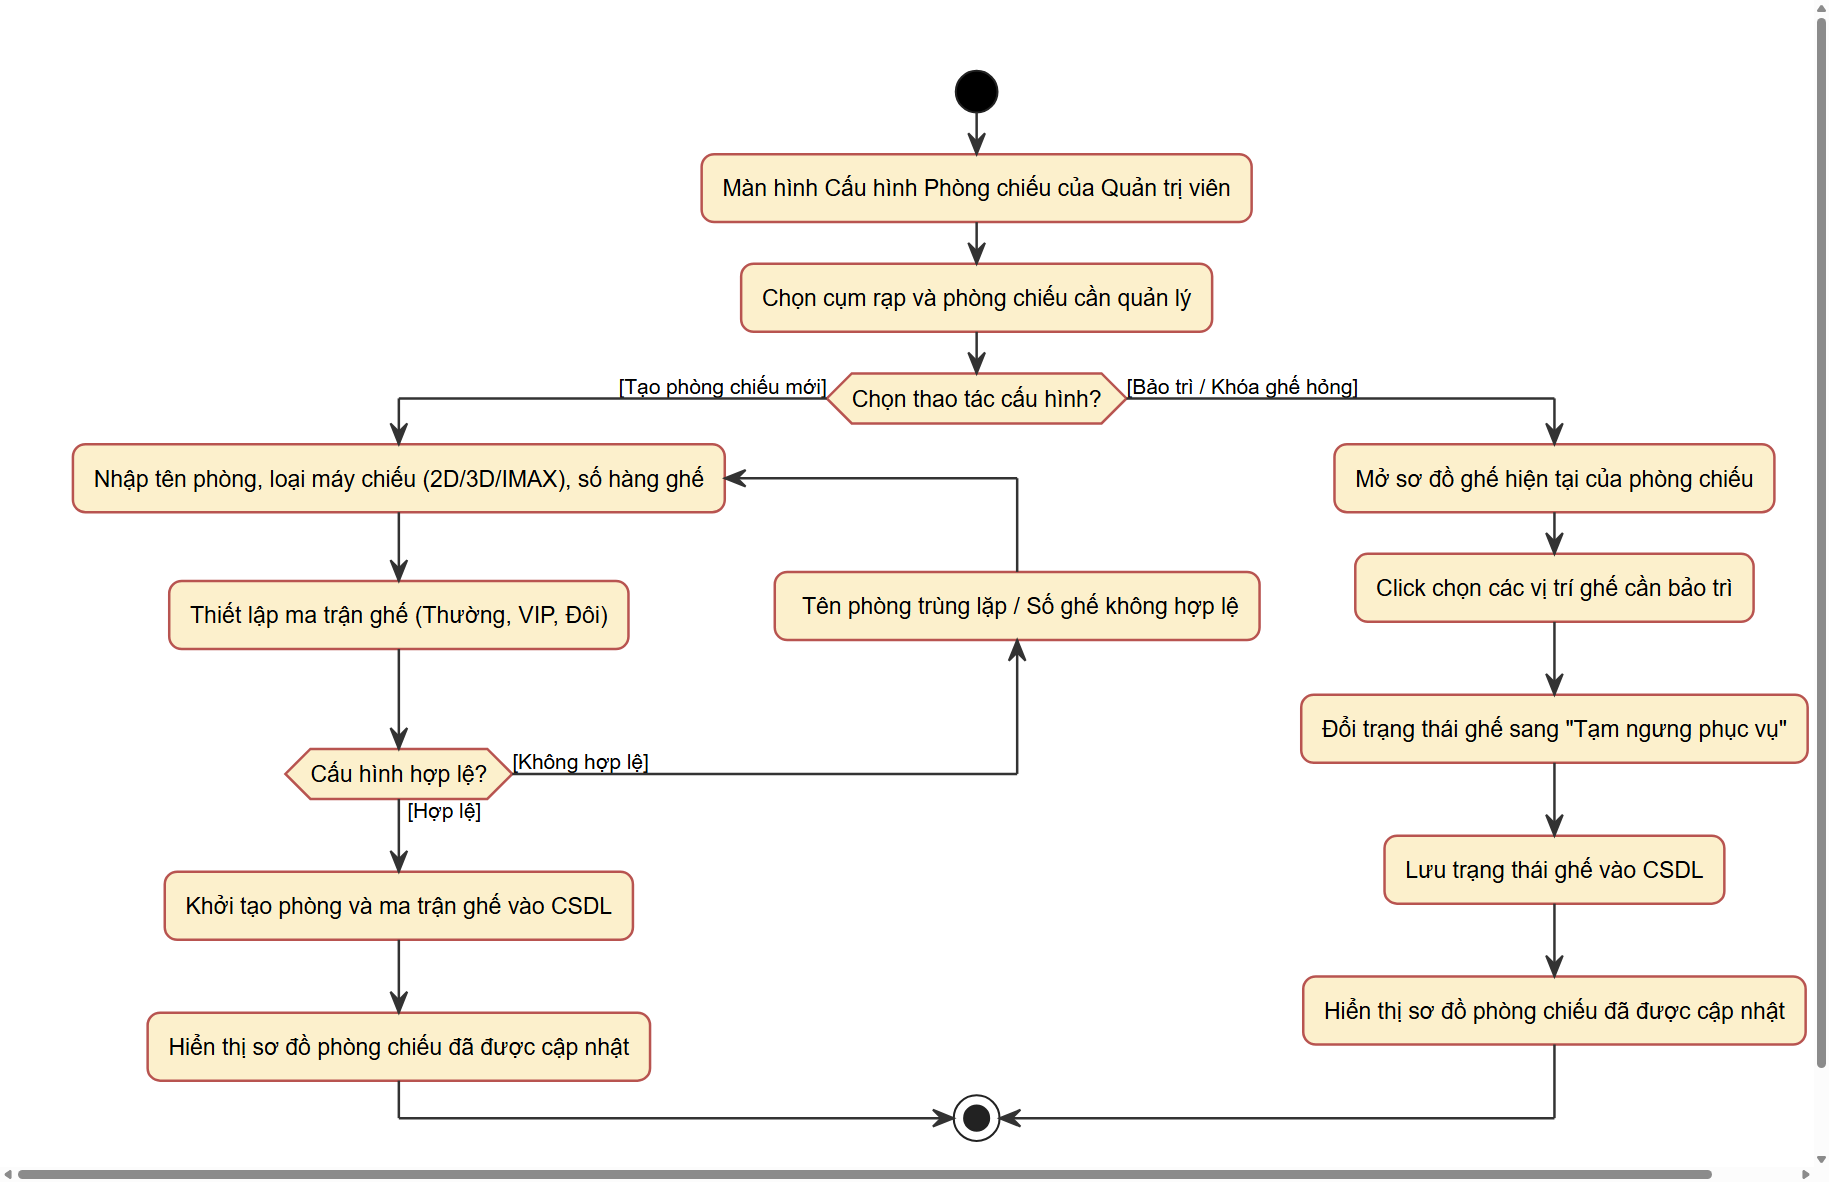 Màn hình Cấu hình Phòng chiếu của Quản trị viên
Chọn cụm rạp và phòng chiếu cần quản lý
[Tạo phòng chiếu mới]
Chọn thao tác cấu hình?
[Bảo trì / Khóa ghế hỏng]
Nhập tên phòng, loại máy chiếu (2D/3D/IMAX), số hàng ghế
Mở sơ đồ ghế hiện tại của phòng chiếu
Thiết lập ma trận ghế (Thường, VIP, Đôi)
Tên phòng trùng lặp / Số ghế không hợp lệ
Click chọn các vị trí ghế cần bảo trì
Đổi trạng thái ghế sang "Tạm ngưng phục vụ"
Cấu hình hợp lệ?
[Không hợp lệ]
[Hợp lệ]
Lưu trạng thái ghế vào CSDL
Khởi tạo phòng và ma trận ghế vào CSDL
Hiển thị sơ đồ phòng chiếu đã được cập nhật
Hiển thị sơ đồ phòng chiếu đã được cập nhật